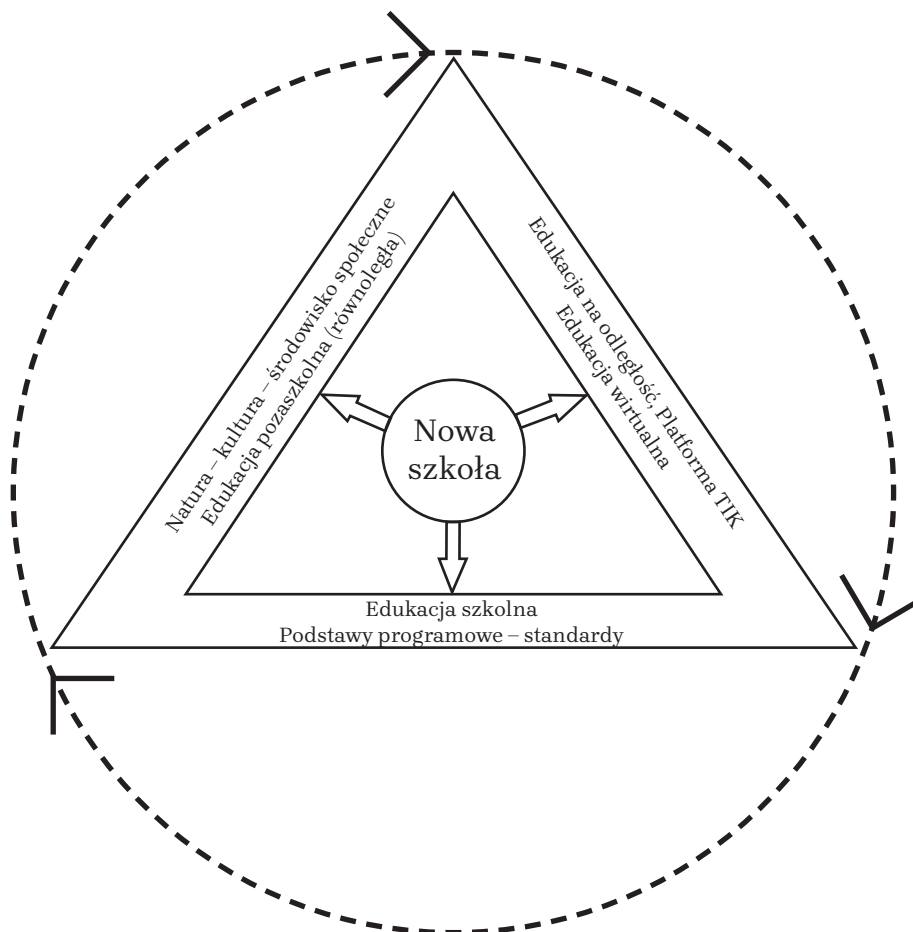 Natura – kultura – środowisko społeczne
Edukacja pozaszkolna (równoległa)
Edukacja na odległość, Platforma TIK
Edukacja wirtualna
Nowa
szkoła
Edukacja szkolna
Podstawy programowe – standardy